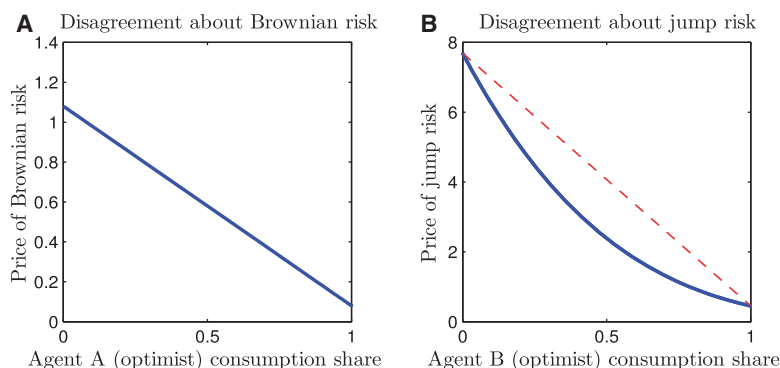 A Disagreement about Brownian risk
1.4
1.2
1
0.8
0.6
0.4
0.2
0
Price of Brownian risk
0 0.5 1
Agent A (optimist) consumption share
B Disagreement about jump risk
8
6
4
2
0
Price of jump risk
0 0.5 1
Agent B (optimist) consumption share